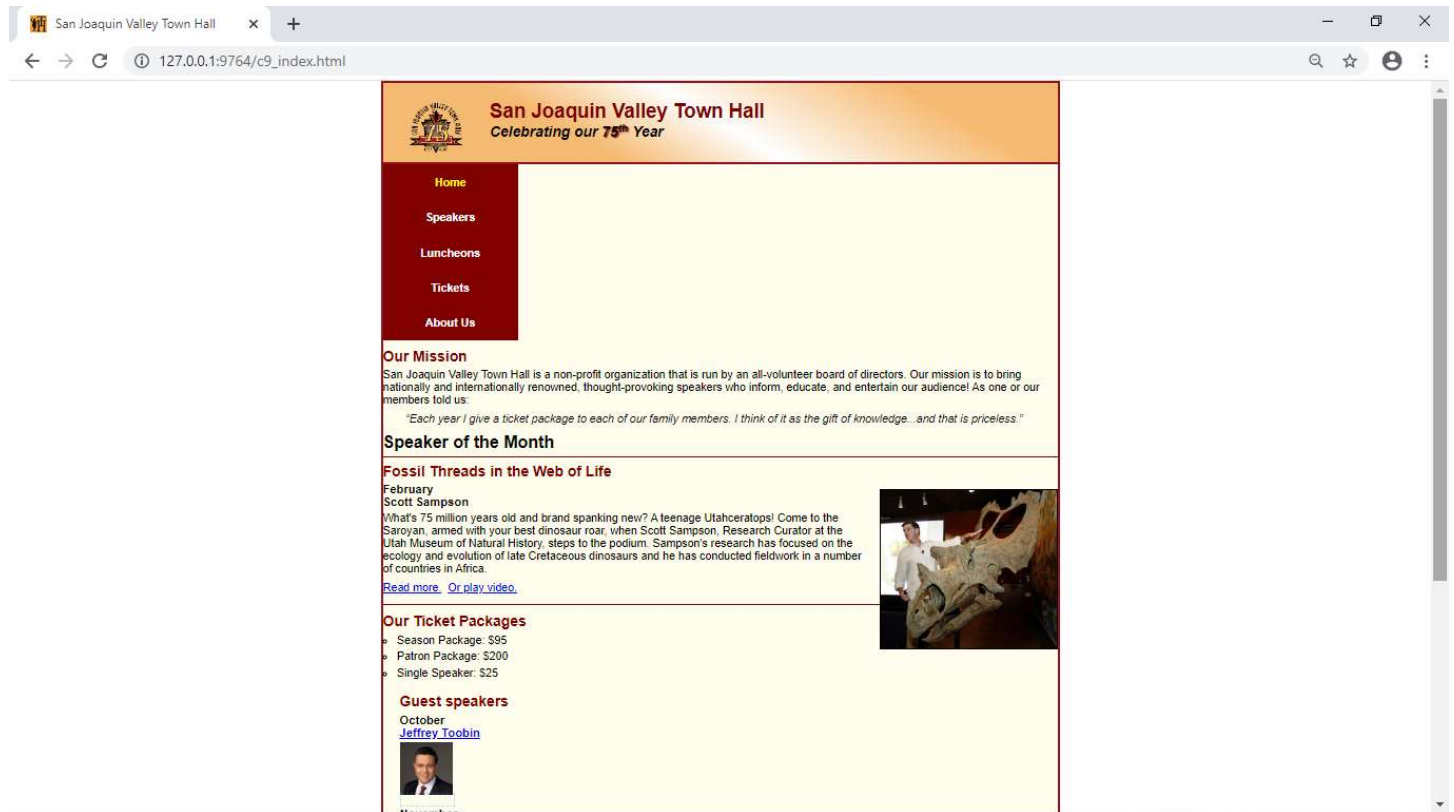 San Joaquin Valley Town Hall
127.0.0.1:9764/c9_index.html
75
San Joaquin Valley Town Hall
Celebrating our 75th Year
Home
Speakers
Luncheons
Tickets
About Us
Our Mission
San Joaquin Valley Town Hall is a non-profit organization that is run by an all-volunteer board of directors. Our mission is to bring
nationally and internationally renowned, thought-provoking speakers who inform, educate, and entertain our audience! As one or our
members told us:
"Each year I give a ticket package to each of our family members. I think of it as the gift of knowledge...and that is priceless."
Speaker of the Month
Fossil Threads in the Web of Life
February
Scott Sampson
What's 75 million years old and brand spanking new? A teenage Utahceratops! Come to the
Saroyan, armed with your best dinosaur roar, when Scott Sampson, Research Curator at the
Utah Museum of Natural History, steps to the podium. Sampson's research has focused on the
ecology and evolution of late Cretaceous dinosaurs and he has conducted fieldwork in a number
of countries in Africa.
Read more. Or play video.
Our Ticket Packages
Season Package: $95
Patron Package: $200
Single Speaker: $25
Guest speakers
October
Jeffrey Toobin